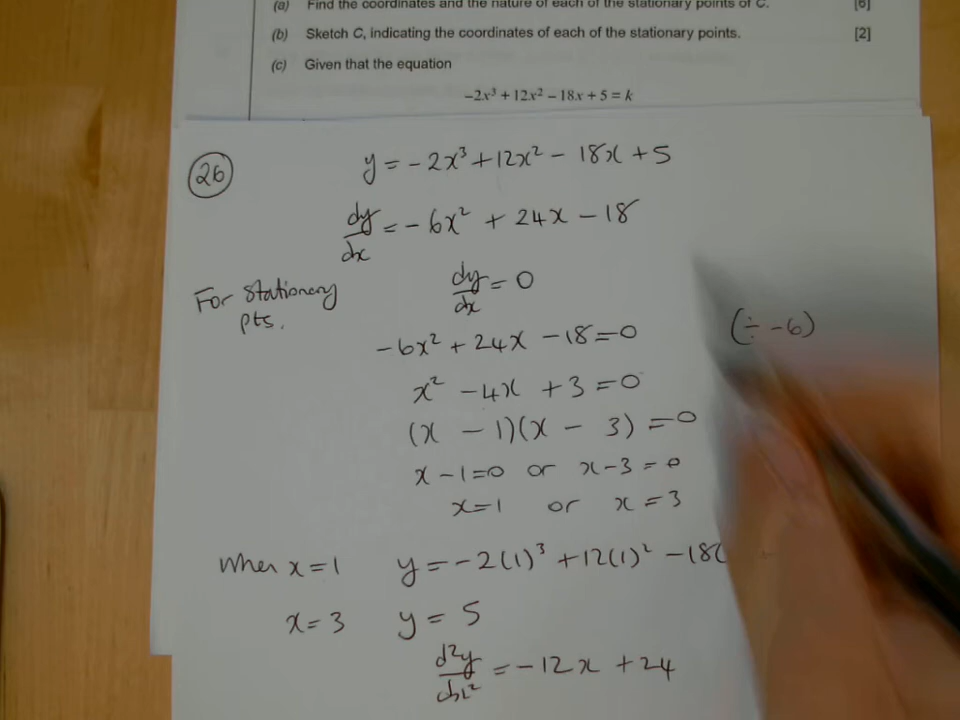 (a) Find the coordinates and the nature of each of the stationary points of C. [6]
(b) Sketch C, indicating the coordinates of each of the stationary points. [2]
(c) Given that the equation
−2x³ + 12x² − 18x + 5 = k
26
y = −2x³ + 12x² − 18x + 5
dy/dx = −6x² + 24x − 18
For stationary pts.
dy/dx = 0
−6x² + 24x − 18 = 0 (÷ −6)
x² − 4x + 3 = 0
(x − 1)(x − 3) = 0
x − 1 = 0 or x − 3 = 0
x = 1 or x = 3
When x = 1 y = −2(1)³ + 12(1)² − 18(
x = 3 y = 5
d²y/dx² = −12x + 24